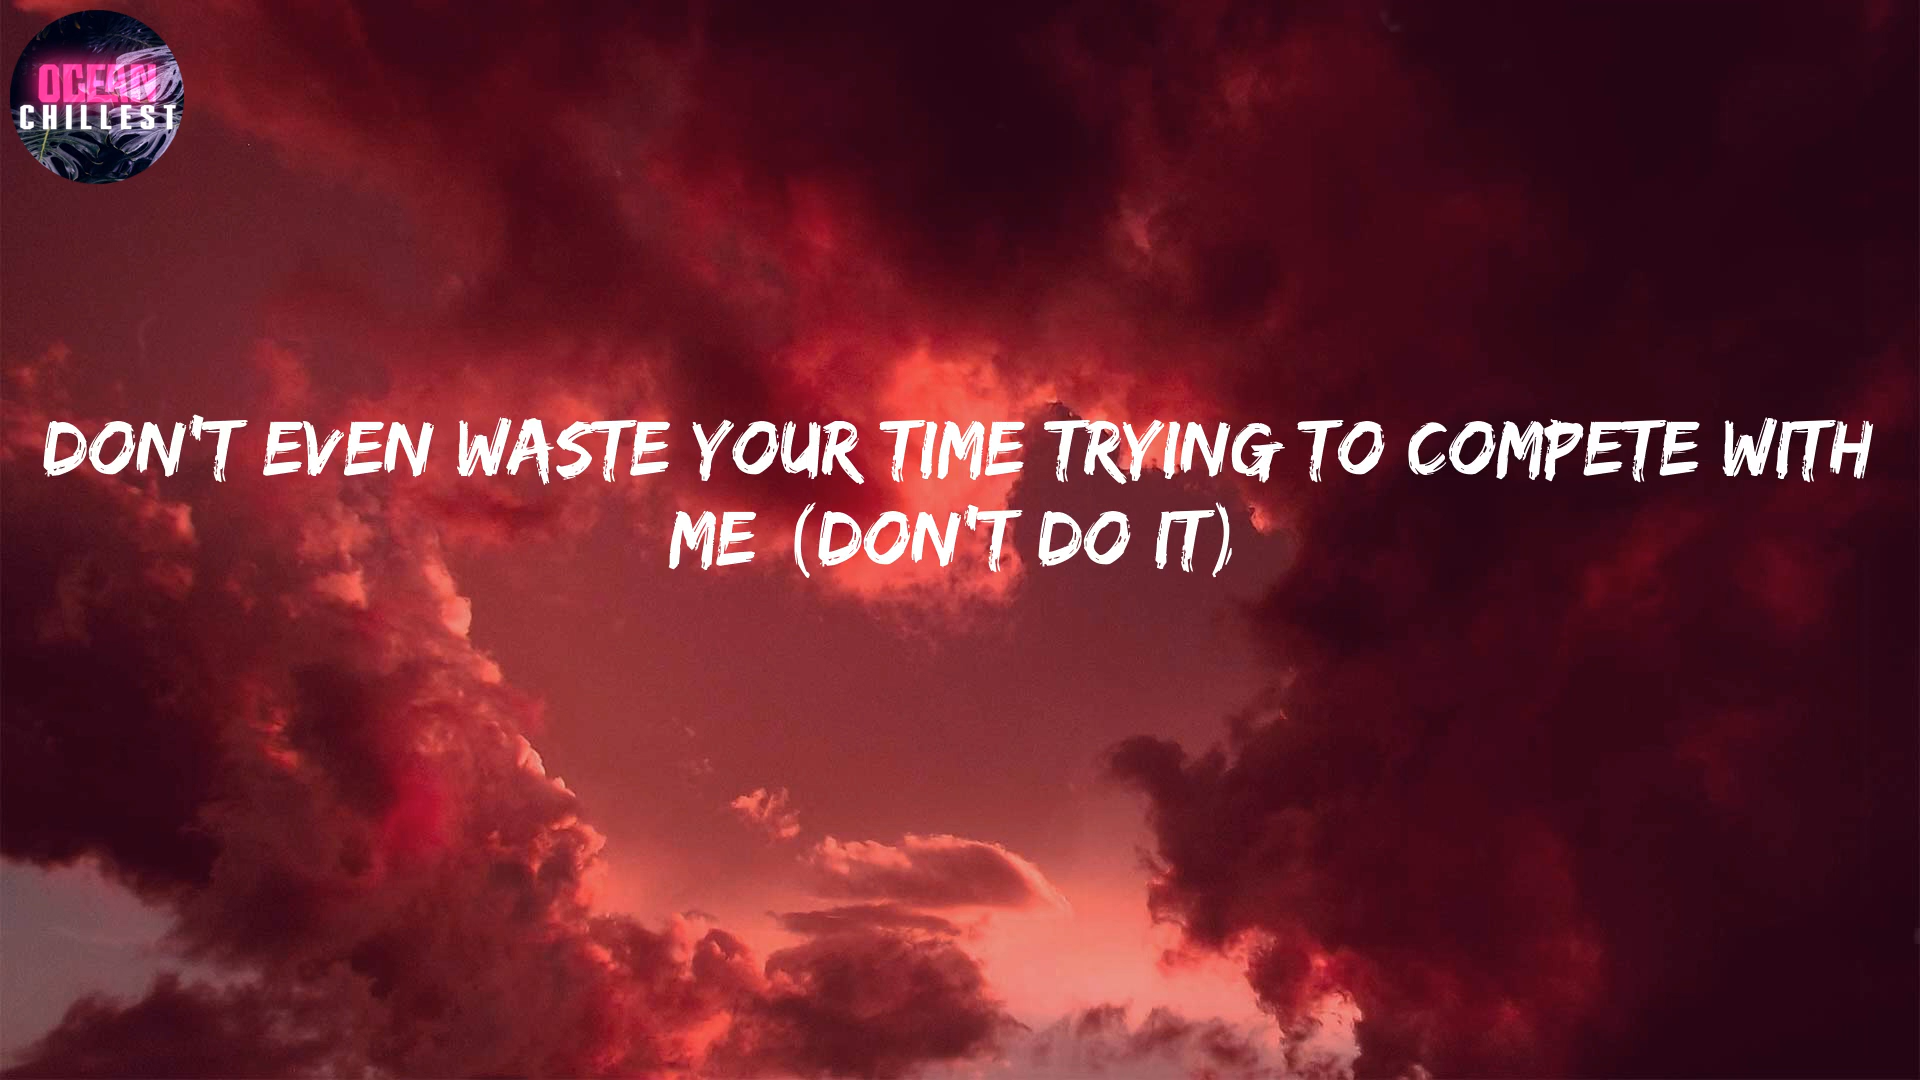 OCEAN
CHILLEST
DON'T EVEN WASTE YOUR TIME TRYING TO COMPETE WITH
ME (DON'T DO IT)